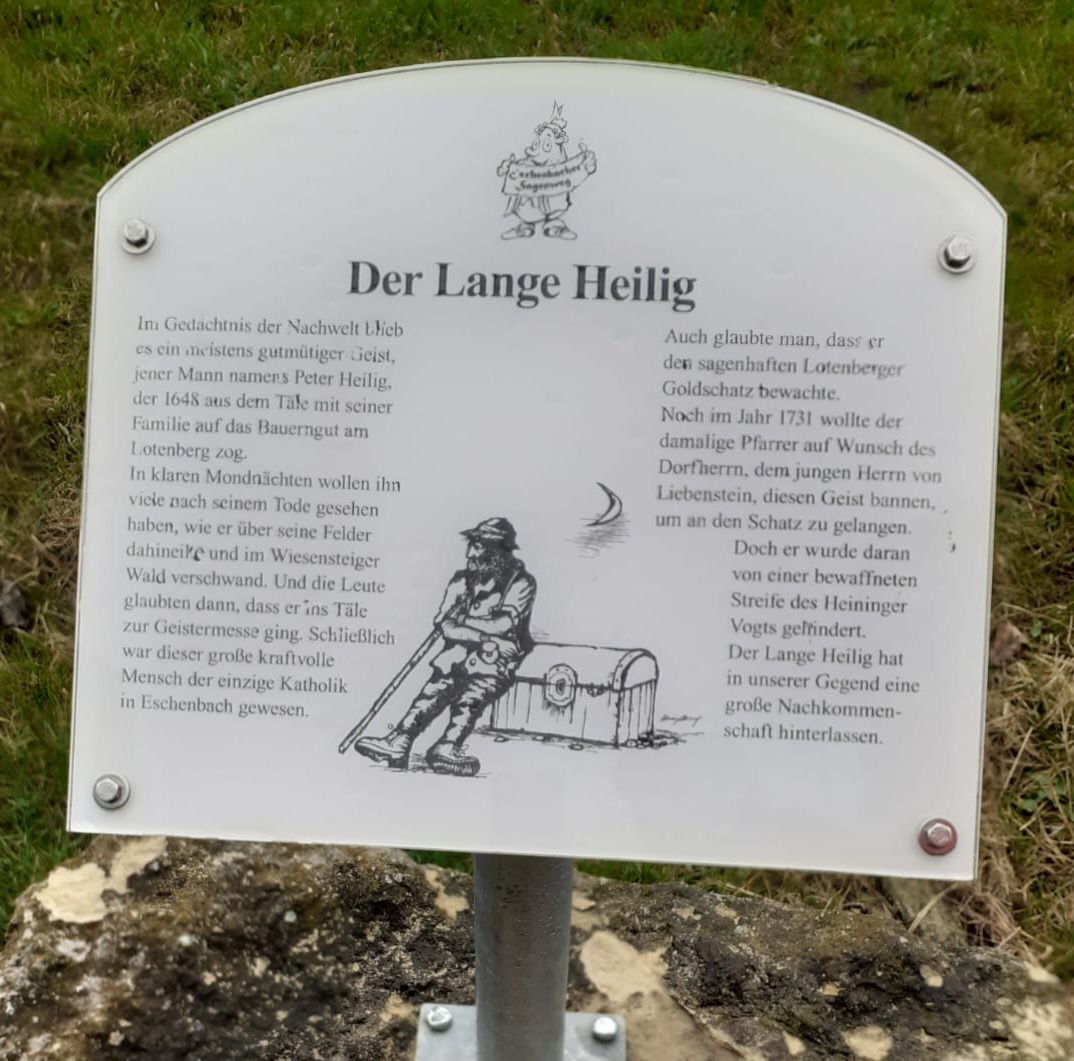 Eschenbacher
Sagenweg
Der Lange Heilig
Im Gedächtnis der Nachwelt blieb
es ein meistens gutmütiger Geist,
jener Mann namens Peter Heilig,
der 1648 aus dem Täle mit seiner
Familie auf das Bauerngut am
Lotenberg zog.
In klaren Mondnächten wollen ihn
viele nach seinem Tode gesehen
haben, wie er über seine Felder
dahineilte und im Wiesensteiger
Wald verschwand. Und die Leute
glaubten dann, dass er ins Täle
zur Geistermesse ging. Schließlich
war dieser große kraftvolle
Mensch der einzige Katholik
in Eschenbach gewesen.
Auch glaubte man, dass er
den sagenhaften Lotenberger
Goldschatz bewachte.
Noch im Jahr 1731 wollte der
damalige Pfarrer auf Wunsch des
Dorfherrn, dem jungen Herrn von
Liebenstein, diesen Geist bannen,
um an den Schatz zu gelangen.
Doch er wurde daran
von einer bewaffneten
Streife des Heininger
Vogts gehindert.
Der Lange Heilig hat
in unserer Gegend eine
große Nachkommen-
schaft hinterlassen.